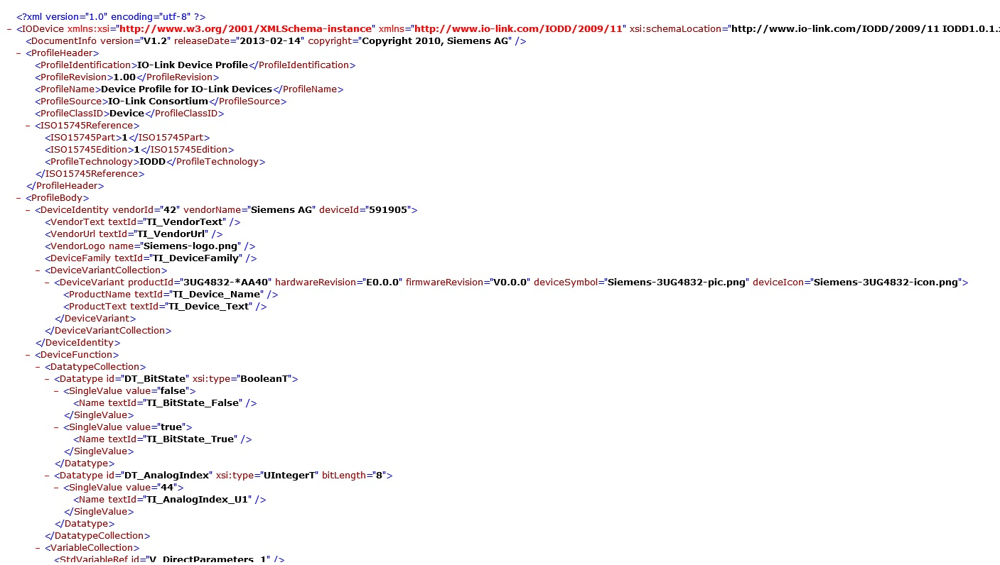 <?xml version="1.0" encoding="utf-8" ?>
− <IODevice xmlns:xsi="http://www.w3.org/2001/XMLSchema-instance" xmlns="http://www.io-link.com/IODD/2009/11" xsi:schemaLocation="http://www.io-link.com/IODD/2009/11 IODD1.0.1.x
<DocumentInfo version="V1.2" releaseDate="2013-02-14" copyright="Copyright 2010, Siemens AG" />
− <ProfileHeader>
<ProfileIdentification>IO-Link Device Profile</ProfileIdentification>
<ProfileRevision>1.00</ProfileRevision>
<ProfileName>Device Profile for IO-Link Devices</ProfileName>
<ProfileSource>IO-Link Consortium</ProfileSource>
<ProfileClassID>Device</ProfileClassID>
− <ISO15745Reference>
<ISO15745Part>1</ISO15745Part>
<ISO15745Edition>1</ISO15745Edition>
<ProfileTechnology>IODD</ProfileTechnology>
</ISO15745Reference>
</ProfileHeader>
− <ProfileBody>
− <DeviceIdentity vendorId="42" vendorName="Siemens AG" deviceId="591905">
<VendorText textId="TI_VendorText" />
<VendorUrl textId="TI_VendorUrl" />
<VendorLogo name="Siemens-logo.png" />
<DeviceFamily textId="TI_DeviceFamily" />
− <DeviceVariantCollection>
− <DeviceVariant productId="3UG4832-*AA40" hardwareRevision="E0.0.0" firmwareRevision="V0.0.0" deviceSymbol="Siemens-3UG4832-pic.png" deviceIcon="Siemens-3UG4832-icon.png">
<ProductName textId="TI_Device_Name" />
<ProductText textId="TI_Device_Text" />
</DeviceVariant>
</DeviceVariantCollection>
</DeviceIdentity>
− <DeviceFunction>
− <DatatypeCollection>
− <Datatype id="DT_BitState" xsi:type="BooleanT">
− <SingleValue value="false">
<Name textId="TI_BitState_False" />
</SingleValue>
− <SingleValue value="true">
<Name textId="TI_BitState_True" />
</SingleValue>
</Datatype>
− <Datatype id="DT_AnalogIndex" xsi:type="UIntegerT" bitLength="8">
− <SingleValue value="44">
<Name textId="TI_AnalogIndex_U1" />
</SingleValue>
</Datatype>
</DatatypeCollection>
− <VariableCollection>
<StdVariableRef id="V_DirectParameters_1" />